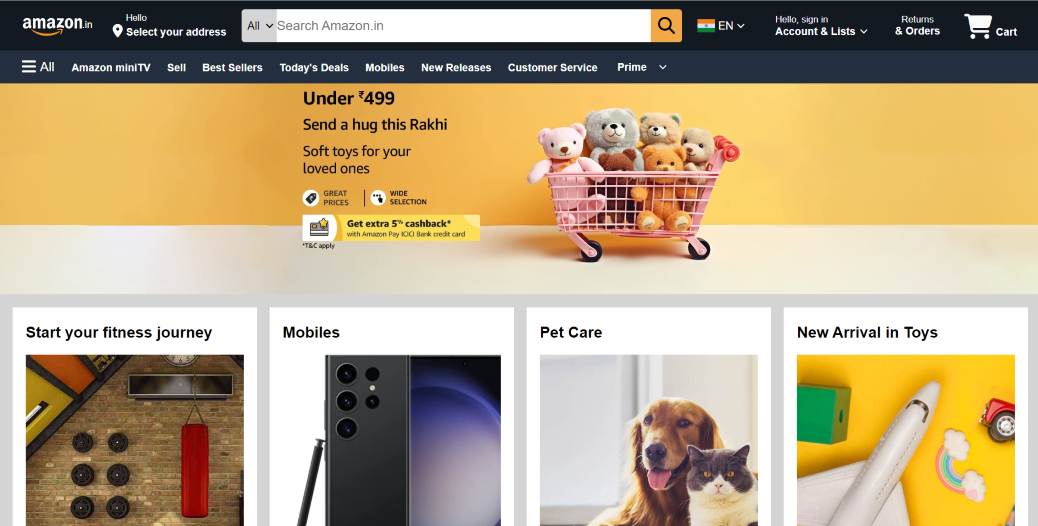 amazon.in
Hello
Select your address
All
Search Amazon.in
EN
Hello, sign in
Account & Lists
Returns
& Orders
Cart
All
Amazon miniTV
Sell
Best Sellers
Today's Deals
Mobiles
New Releases
Customer Service
Prime
Under ₹499
Send a hug this Rakhi
Soft toys for your
loved ones
GREAT
PRICES
WIDE
SELECTION
Get extra 5%* cashback*
with Amazon Pay ICICI Bank credit card
*T&C apply
Start your fitness journey
Mobiles
Pet Care
New Arrival in Toys